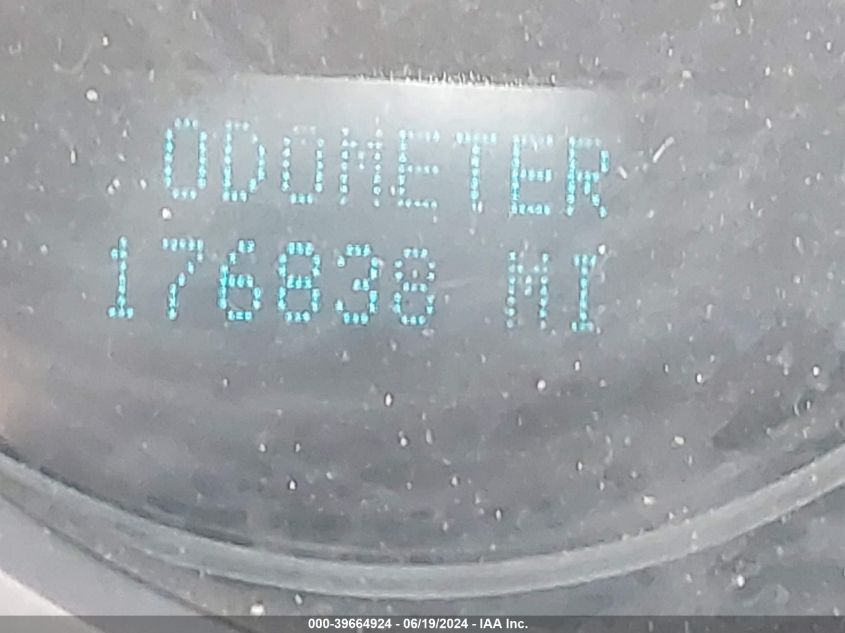 ODOMETER
176838 MI
000-39664924 - 06/19/2024 - IAA Inc.